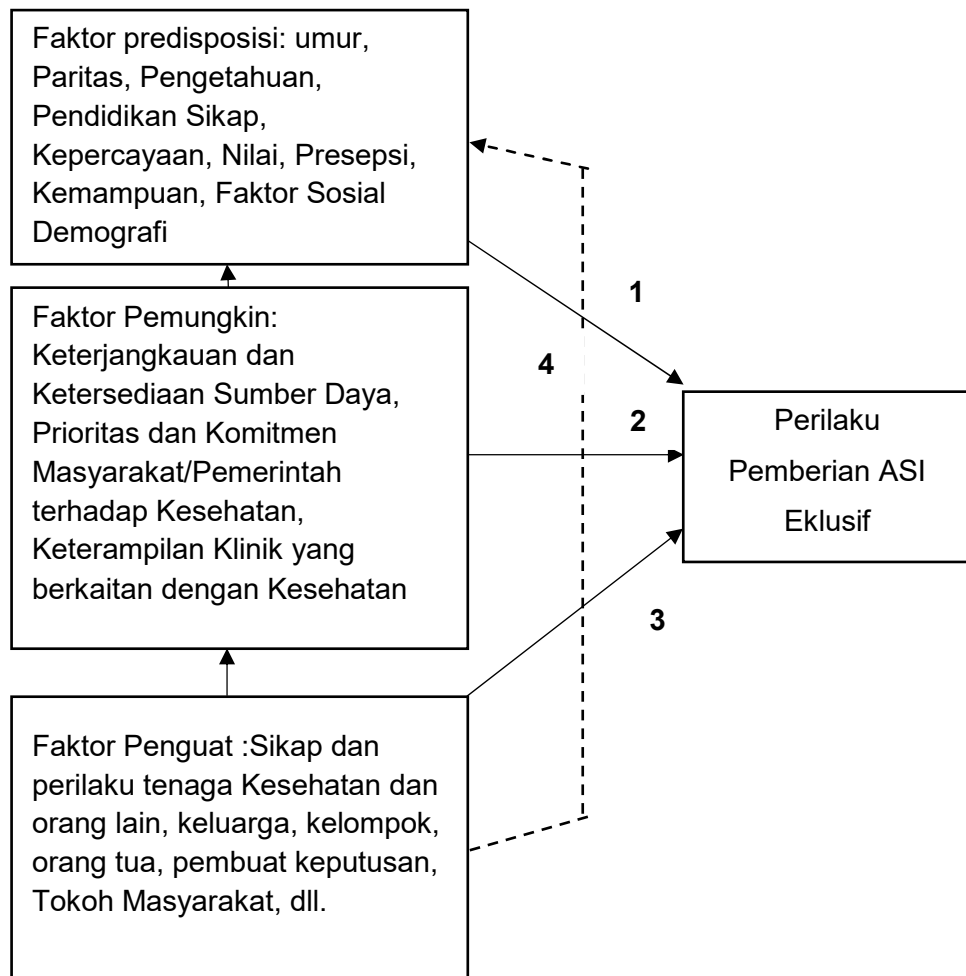 Faktor predisposisi: umur,
Paritas, Pengetahuan,
Pendidikan Sikap,
Kepercayaan, Nilai, Presepsi,
Kemampuan, Faktor Sosial
Demografi
1
Faktor Pemungkin:
Keterjangkauan dan
Ketersediaan Sumber Daya,
Prioritas dan Komitmen
Masyarakat/Pemerintah
terhadap Kesehatan,
Keterampilan Klinik yang
berkaitan dengan Kesehatan
4
2
Perilaku
Pemberian ASI
Eklusif
3
Faktor Penguat :Sikap dan
perilaku tenaga Kesehatan dan
orang lain, keluarga, kelompok,
orang tua, pembuat keputusan,
Tokoh Masyarakat, dll.